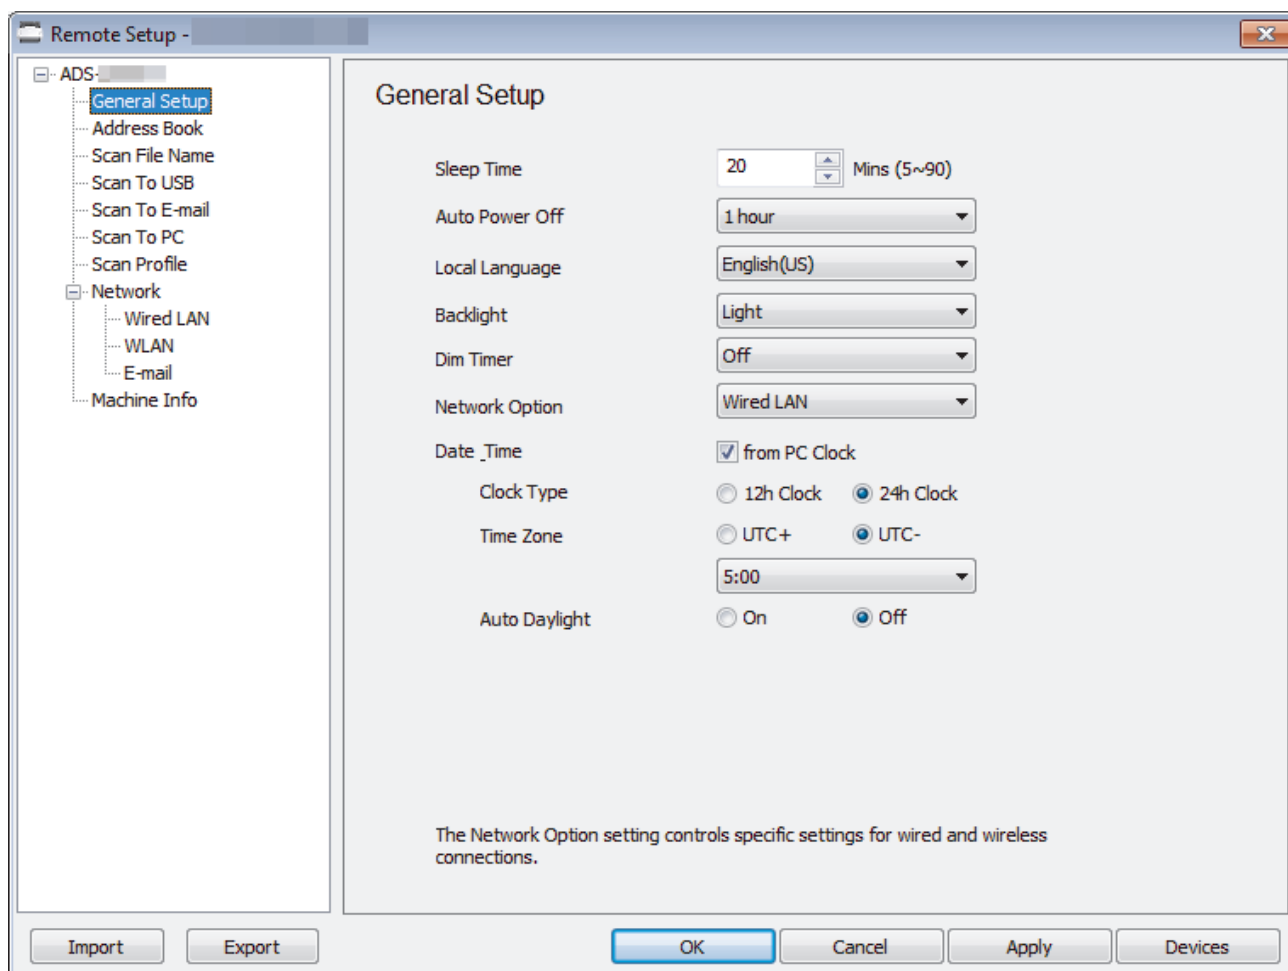 Remote Setup -
ADS-
General Setup
Address Book
Scan File Name
Scan To USB
Scan To E-mail
Scan To PC
Scan Profile
Network
Wired LAN
WLAN
E-mail
Machine Info
General Setup
Sleep Time 20 Mins (5~90)
Auto Power Off 1 hour
Local Language English(US)
Backlight Light
Dim Timer Off
Network Option Wired LAN
Date_Time from PC Clock
Clock Type 12h Clock 24h Clock
Time Zone UTC+ UTC-
5:00
Auto Daylight On Off
The Network Option setting controls specific settings for wired and wireless
connections.
Import Export OK Cancel Apply Devices